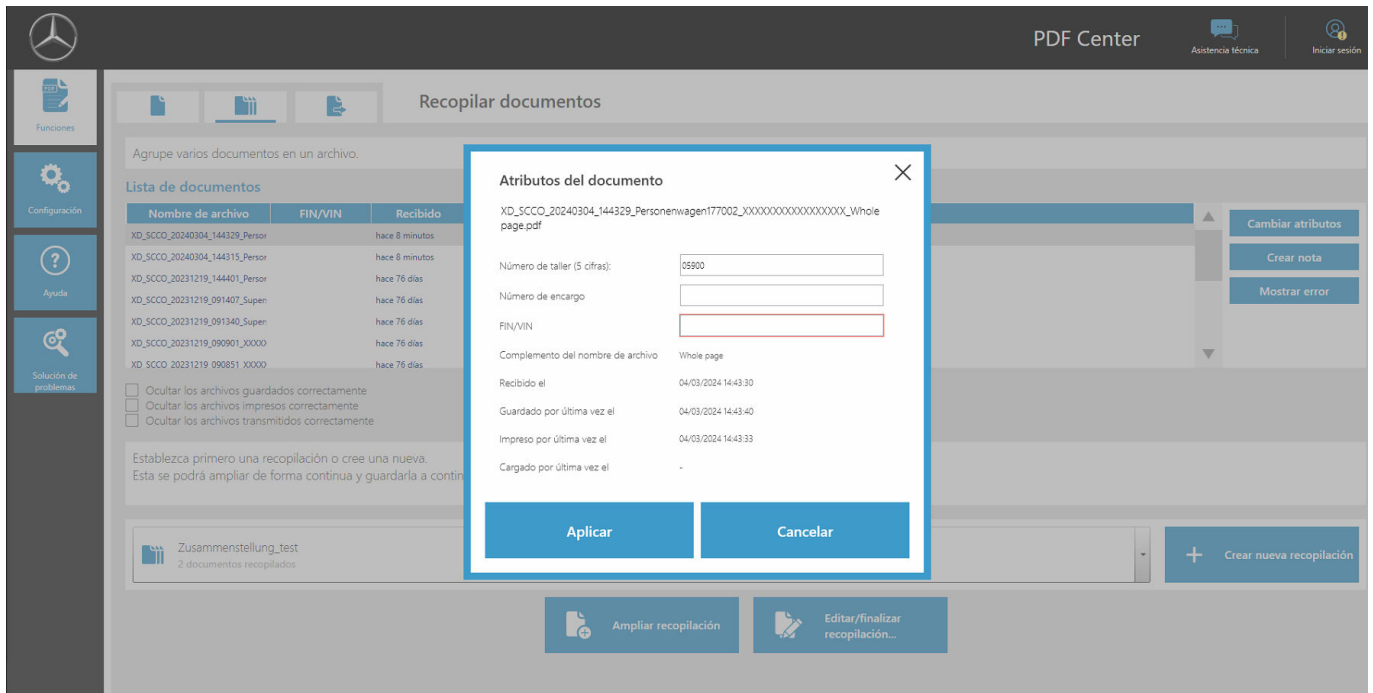 PDF Center
Asistencia técnica
Iniciar sesión
Funciones
Configuración
Ayuda
Solución de
problemas
Recopilar documentos
Agrupe varios documentos en un archivo.
Lista de documentos
Nombre de archivo FIN/VIN Recibido
XD_SCCO_20240304_144329_Persor hace 8 minutos
XD_SCCO_20240304_144315_Persor hace 8 minutos
XD_SCCO_20231219_144401_Persor hace 76 días
XD_SCCO_20231219_091407_Super: hace 76 días
XD_SCCO_20231219_091340_Super: hace 76 días
XD_SCCO_20231219_090901_XXXXX hace 76 días
XD_SCCO_20231219_090851_XXXXX hace 76 días
Cambiar atributos
Crear nota
Mostrar error
Ocultar los archivos guardados correctamente
Ocultar los archivos impresos correctamente
Ocultar los archivos transmitidos correctamente
Establezca primero una recopilación o cree una nueva.
Esta se podrá ampliar de forma continua y guardarla a contin
Zusammenstellung_test
2 documentos recopilados
Crear nueva recopilación
Ampliar recopilación
Editar/finalizar
recopilación...
Atributos del documento
XD_SCCO_20240304_144329_Personenwagen177002_XXXXXXXXXXXXXXXXX_Whole
page.pdf
Número de taller (5 cifras): 05900
Número de encargo
FIN/VIN
Complemento del nombre de archivo Whole page
Recibido el 04/03/2024 14:43:30
Guardado por última vez el 04/03/2024 14:43:40
Impreso por última vez el 04/03/2024 14:43:33
Cargado por última vez el -
Aplicar
Cancelar